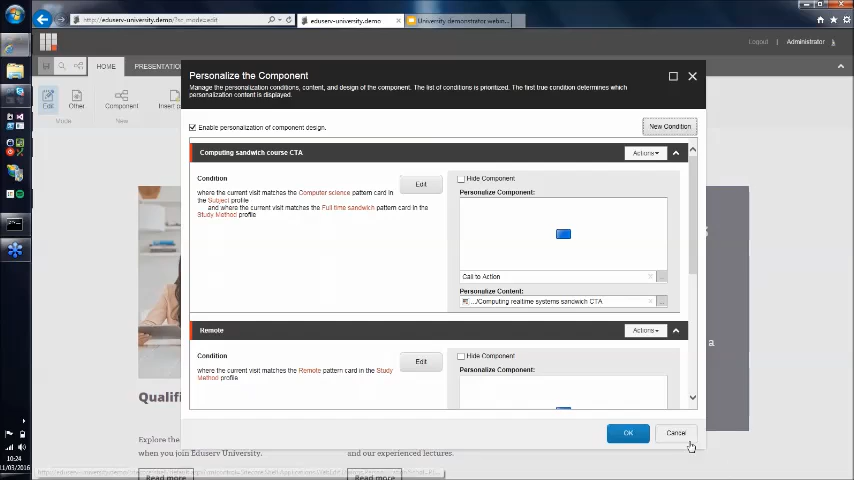 http://eduserv-university.demo/?sc_mode=edit
eduserv-university.demo
University demonstrator webin...
Logout
Administrator
HOME
PRESENTATION
Edit
Other
Component
Insert p
Mode
New
Personalize the Component
Manage the personalization conditions, content, and design of the component. The list of conditions is prioritized. The first true condition determines which
personalization content is displayed.
Enable personalization of component design.
New Condition
Computing sandwich course CTA
Actions
Condition
Edit
where the current visit matches the Computer science pattern card in
the Subject profile
and where the current visit matches the Full time sandwich pattern card in the
Study Method profile
Hide Component
Personalize Component:
Call to Action
...
Personalize Content:
.../Computing realtime systems sandwich CTA
...
Remote
Actions
Condition
Edit
where the current visit matches the Remote pattern card in the Study
Method profile
Hide Component
Personalize Component:
OK
Cancel
Qualifi
Explore the
when you join Eduserv University.
and our experienced lectures.
Read more
Read more
s
a
10:24
11/03/2016